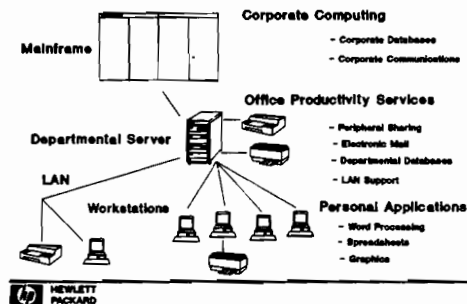 Corporate Computing
- Corporate Databases
- Corporate Communications
Mainframe
Office Productivity Services
- Peripheral Sharing
- Electronic Mail
- Departmental Databases
- LAN Support
Departmental Server
LAN
Workstations
Personal Applications
- Word Processing
- Spreadsheets
- Graphics
hp HEWLETT
PACKARD